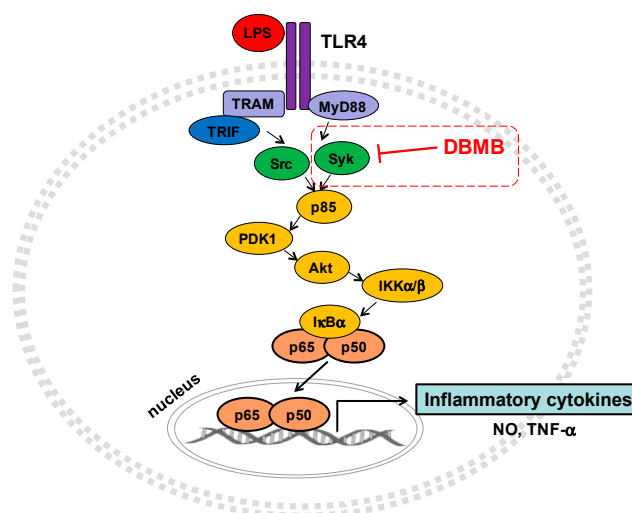 LPS
TLR4
TRAM
MyD88
TRIF
DBMB
Src
Syk
p85
PDK1
Akt
IKKα/β
IκBα
p65
p50
nucleus
p65
p50
Inflammatory cytokines
NO, TNF-α